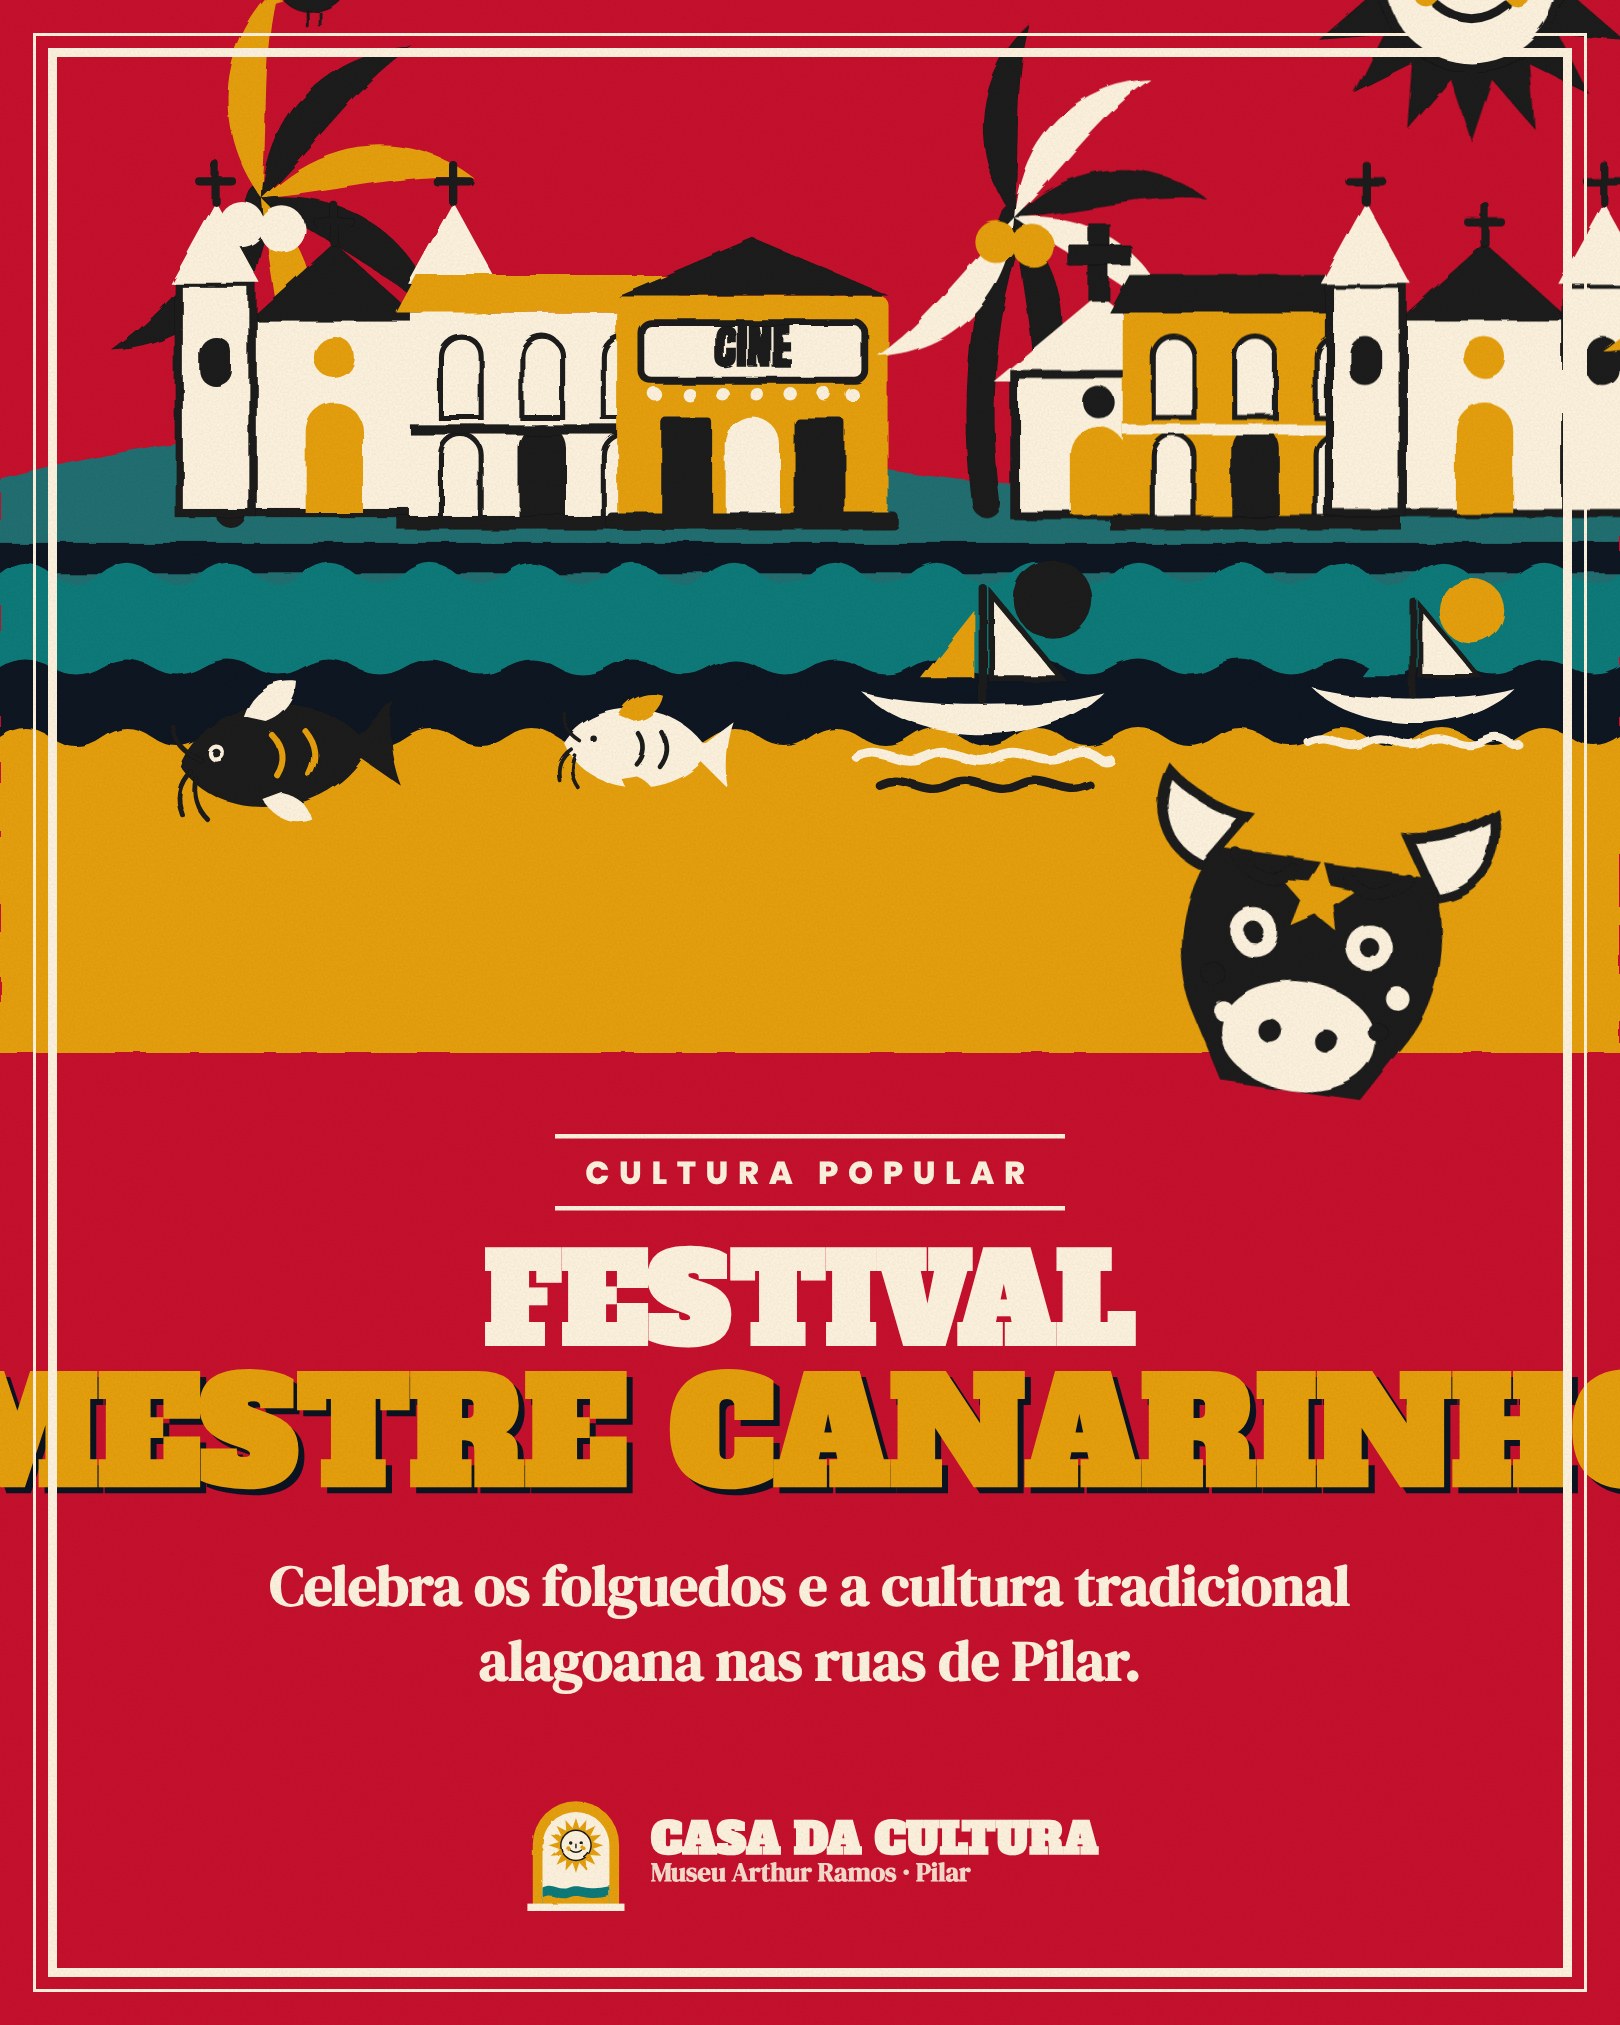 CINE
CULTURA POPULAR
FESTIVAL
MESTRE CANARINHO
Celebra os folguedos e a cultura tradicional
alagoana nas ruas de Pilar.
CASA DA CULTURA
Museu Arthur Ramos · Pilar